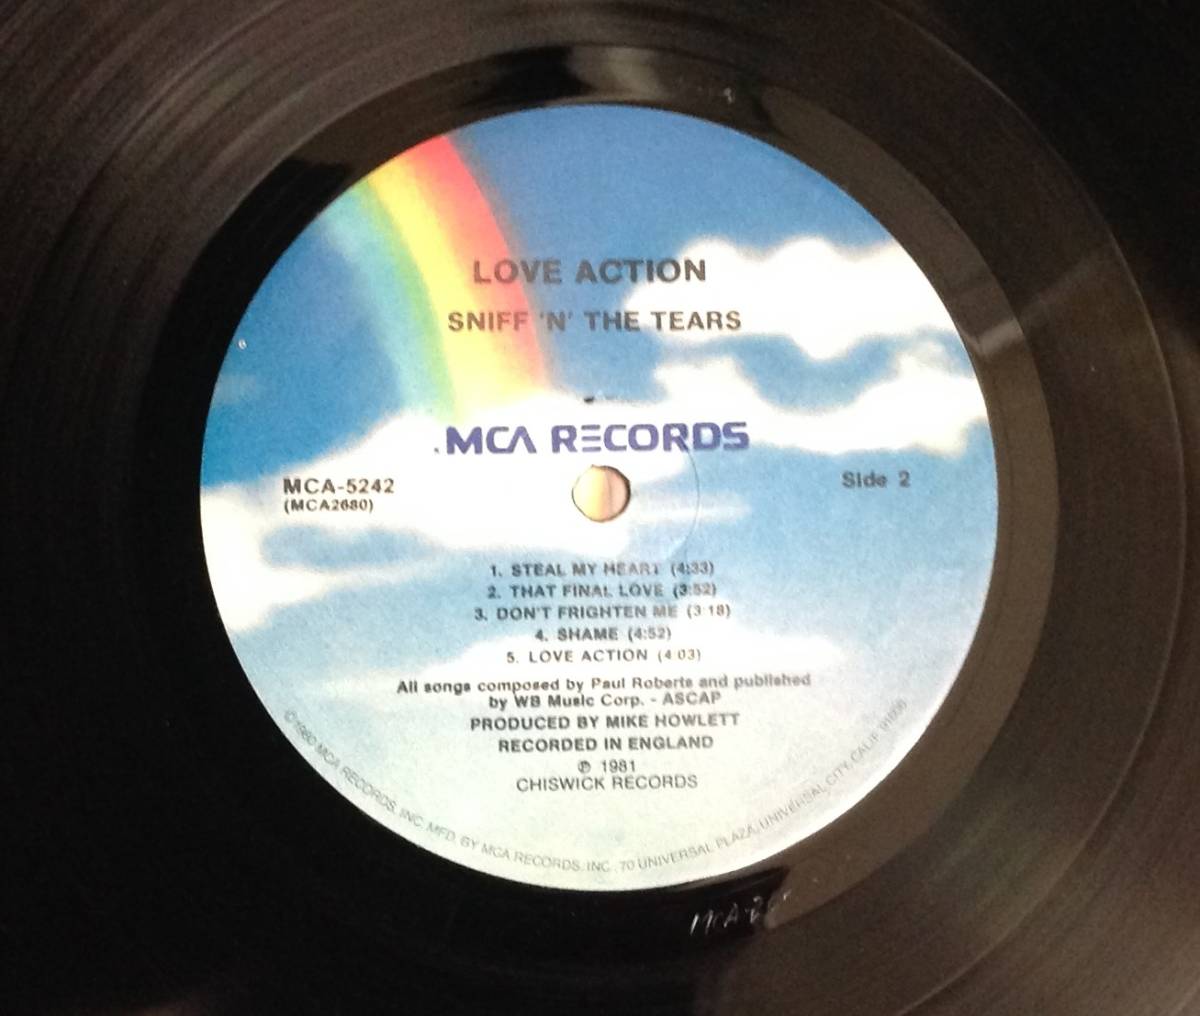 LOVE ACTION
SNIFF 'N' THE TEARS
MCA RECORDS
MCA-5242
(MCA2680)
Side 2
1. STEAL MY HEART (4:33)
2. THAT FINAL LOVE (3:52)
3. DON'T FRIGHTEN ME (3:18)
4. SHAME (4:52)
5. LOVE ACTION (4:03)
All songs composed by Paul Roberts and published
by WB Music Corp. - ASCAP
PRODUCED BY MIKE HOWLETT
RECORDED IN ENGLAND
℗ 1981
CHISWICK RECORDS
©1980 MCA RECORDS, INC. MFD. BY MCA RECORDS, INC., 70 UNIVERSAL PLAZA, UNIVERSAL CITY, CALIF.